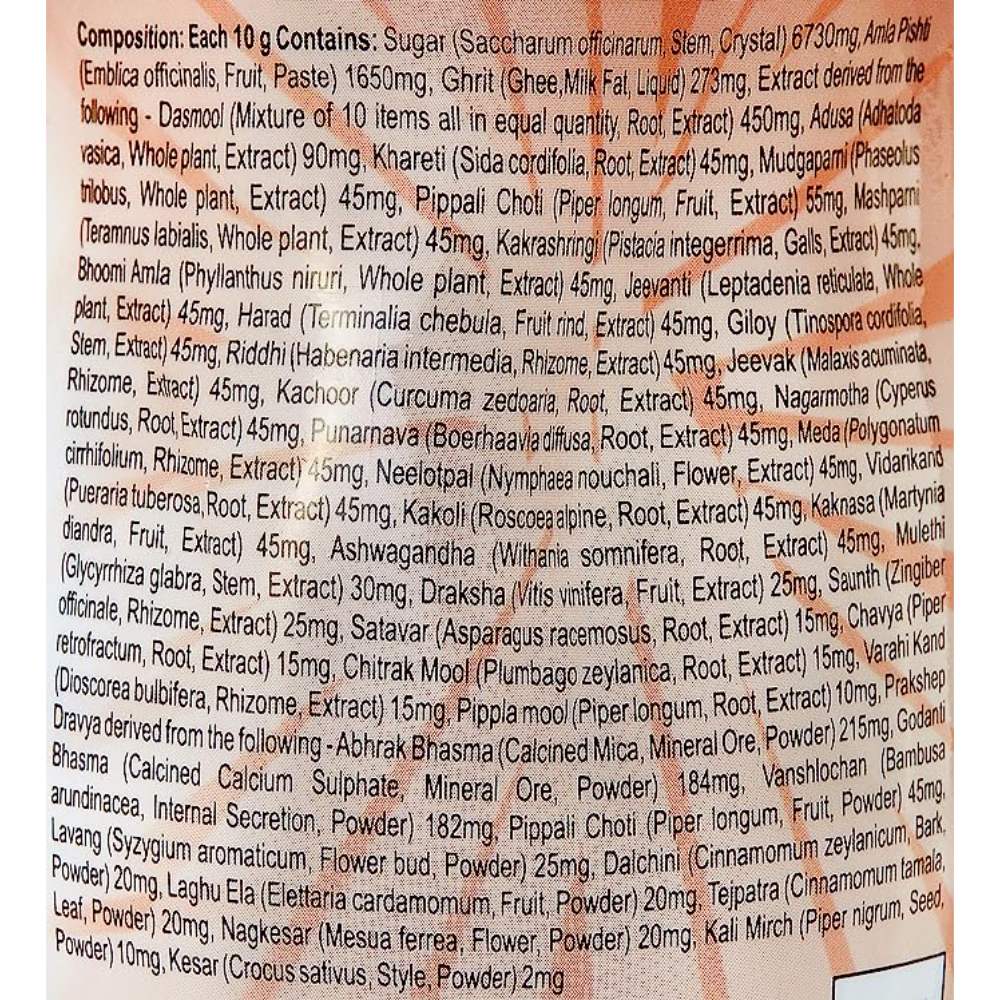 Composition: Each 10 g Contains: Sugar (Saccharum officinarum, Stem, Crystal) 6730mg, Amla Pishti
(Emblica officinalis, Fruit, Paste) 1650mg, Ghrit (Ghee,Milk Fat, Liquid) 273mg, Extract derived from the
following - Dasmool (Mixture of 10 items all in equal quantity, Root, Extract) 450mg, Adusa (Adhatoda
vasica, Whole plant, Extract) 90mg, Khareti (Sida cordifolia, Root, Extract) 45mg, Mudgaparni (Phaseolus
trilobus, Whole plant, Extract) 45mg, Pippali Choti (Piper longum, Fruit, Extract) 55mg, Mashparni
(Teramnus labialis, Whole plant, Extract) 45mg, Kakrashringi (Pistacia integerrima, Galls, Extract) 45mg,
Bhoomi Amla (Phyllanthus niruri, Whole plant, Extract) 45mg, Jeevanti (Leptadenia reticulata, Whole
plant, Extract) 45mg, Harad (Terminalia chebula, Fruit rind, Extract) 45mg, Giloy (Tinospora cordifolia,
Stem, Extract) 45mg, Riddhi (Habenaria intermedia, Rhizome, Extract) 45mg, Jeevak (Malaxis acuminata,
Rhizome, Extract) 45mg, Kachoor (Curcuma zedoaria, Root, Extract) 45mg, Nagarmotha (Cyperus
rotundus, Root, Extract) 45mg, Punarnava (Boerhaavia diffusa, Root, Extract) 45mg, Meda (Polygonatum
cirrhifolium, Rhizome, Extract) 45mg, Neelotpal (Nymphaea nouchali, Flower, Extract) 45mg, Vidarikand
(Pueraria tuberosa, Root, Extract) 45mg, Kakoli (Roscoea alpine, Root, Extract) 45mg, Kaknasa (Martynia
diandra, Fruit, Extract) 45mg, Ashwagandha (Withania somnifera, Root, Extract) 45mg, Mulethi
(Glycyrrhiza glabra, Stem, Extract) 30mg, Draksha (Vitis vinifera, Fruit, Extract) 25mg, Saunth (Zingiber
officinale, Rhizome, Extract) 25mg, Satavar (Asparagus racemosus, Root, Extract) 15mg, Chavya (Piper
retrofractum, Root, Extract) 15mg, Chitrak Mool (Plumbago zeylanica, Root, Extract) 15mg, Varahi Kand
(Dioscorea bulbifera, Rhizome, Extract) 15mg, Pippla mool (Piper longum, Root, Extract) 10mg, Prakshep
Dravya derived from the following - Abhrak Bhasma (Calcined Mica, Mineral Ore, Powder) 215mg, Godanti
Bhasma (Calcined Calcium Sulphate, Mineral Ore, Powder) 184mg, Vanshlochan (Bambusa
arundinacea, Internal Secretion, Powder) 182mg, Pippali Choti (Piper longum, Fruit, Powder) 45mg,
Lavang (Syzygium aromaticum, Flower bud, Powder) 25mg, Dalchini (Cinnamomum zeylanicum, Bark,
Powder) 20mg, Laghu Ela (Elettaria cardamomum, Fruit, Powder) 20mg, Tejpatra (Cinnamomum tamala,
Leaf, Powder) 20mg, Nagkesar (Mesua ferrea, Flower, Powder) 20mg, Kali Mirch (Piper nigrum, Seed,
Powder) 10mg, Kesar (Crocus sativus, Style, Powder) 2mg